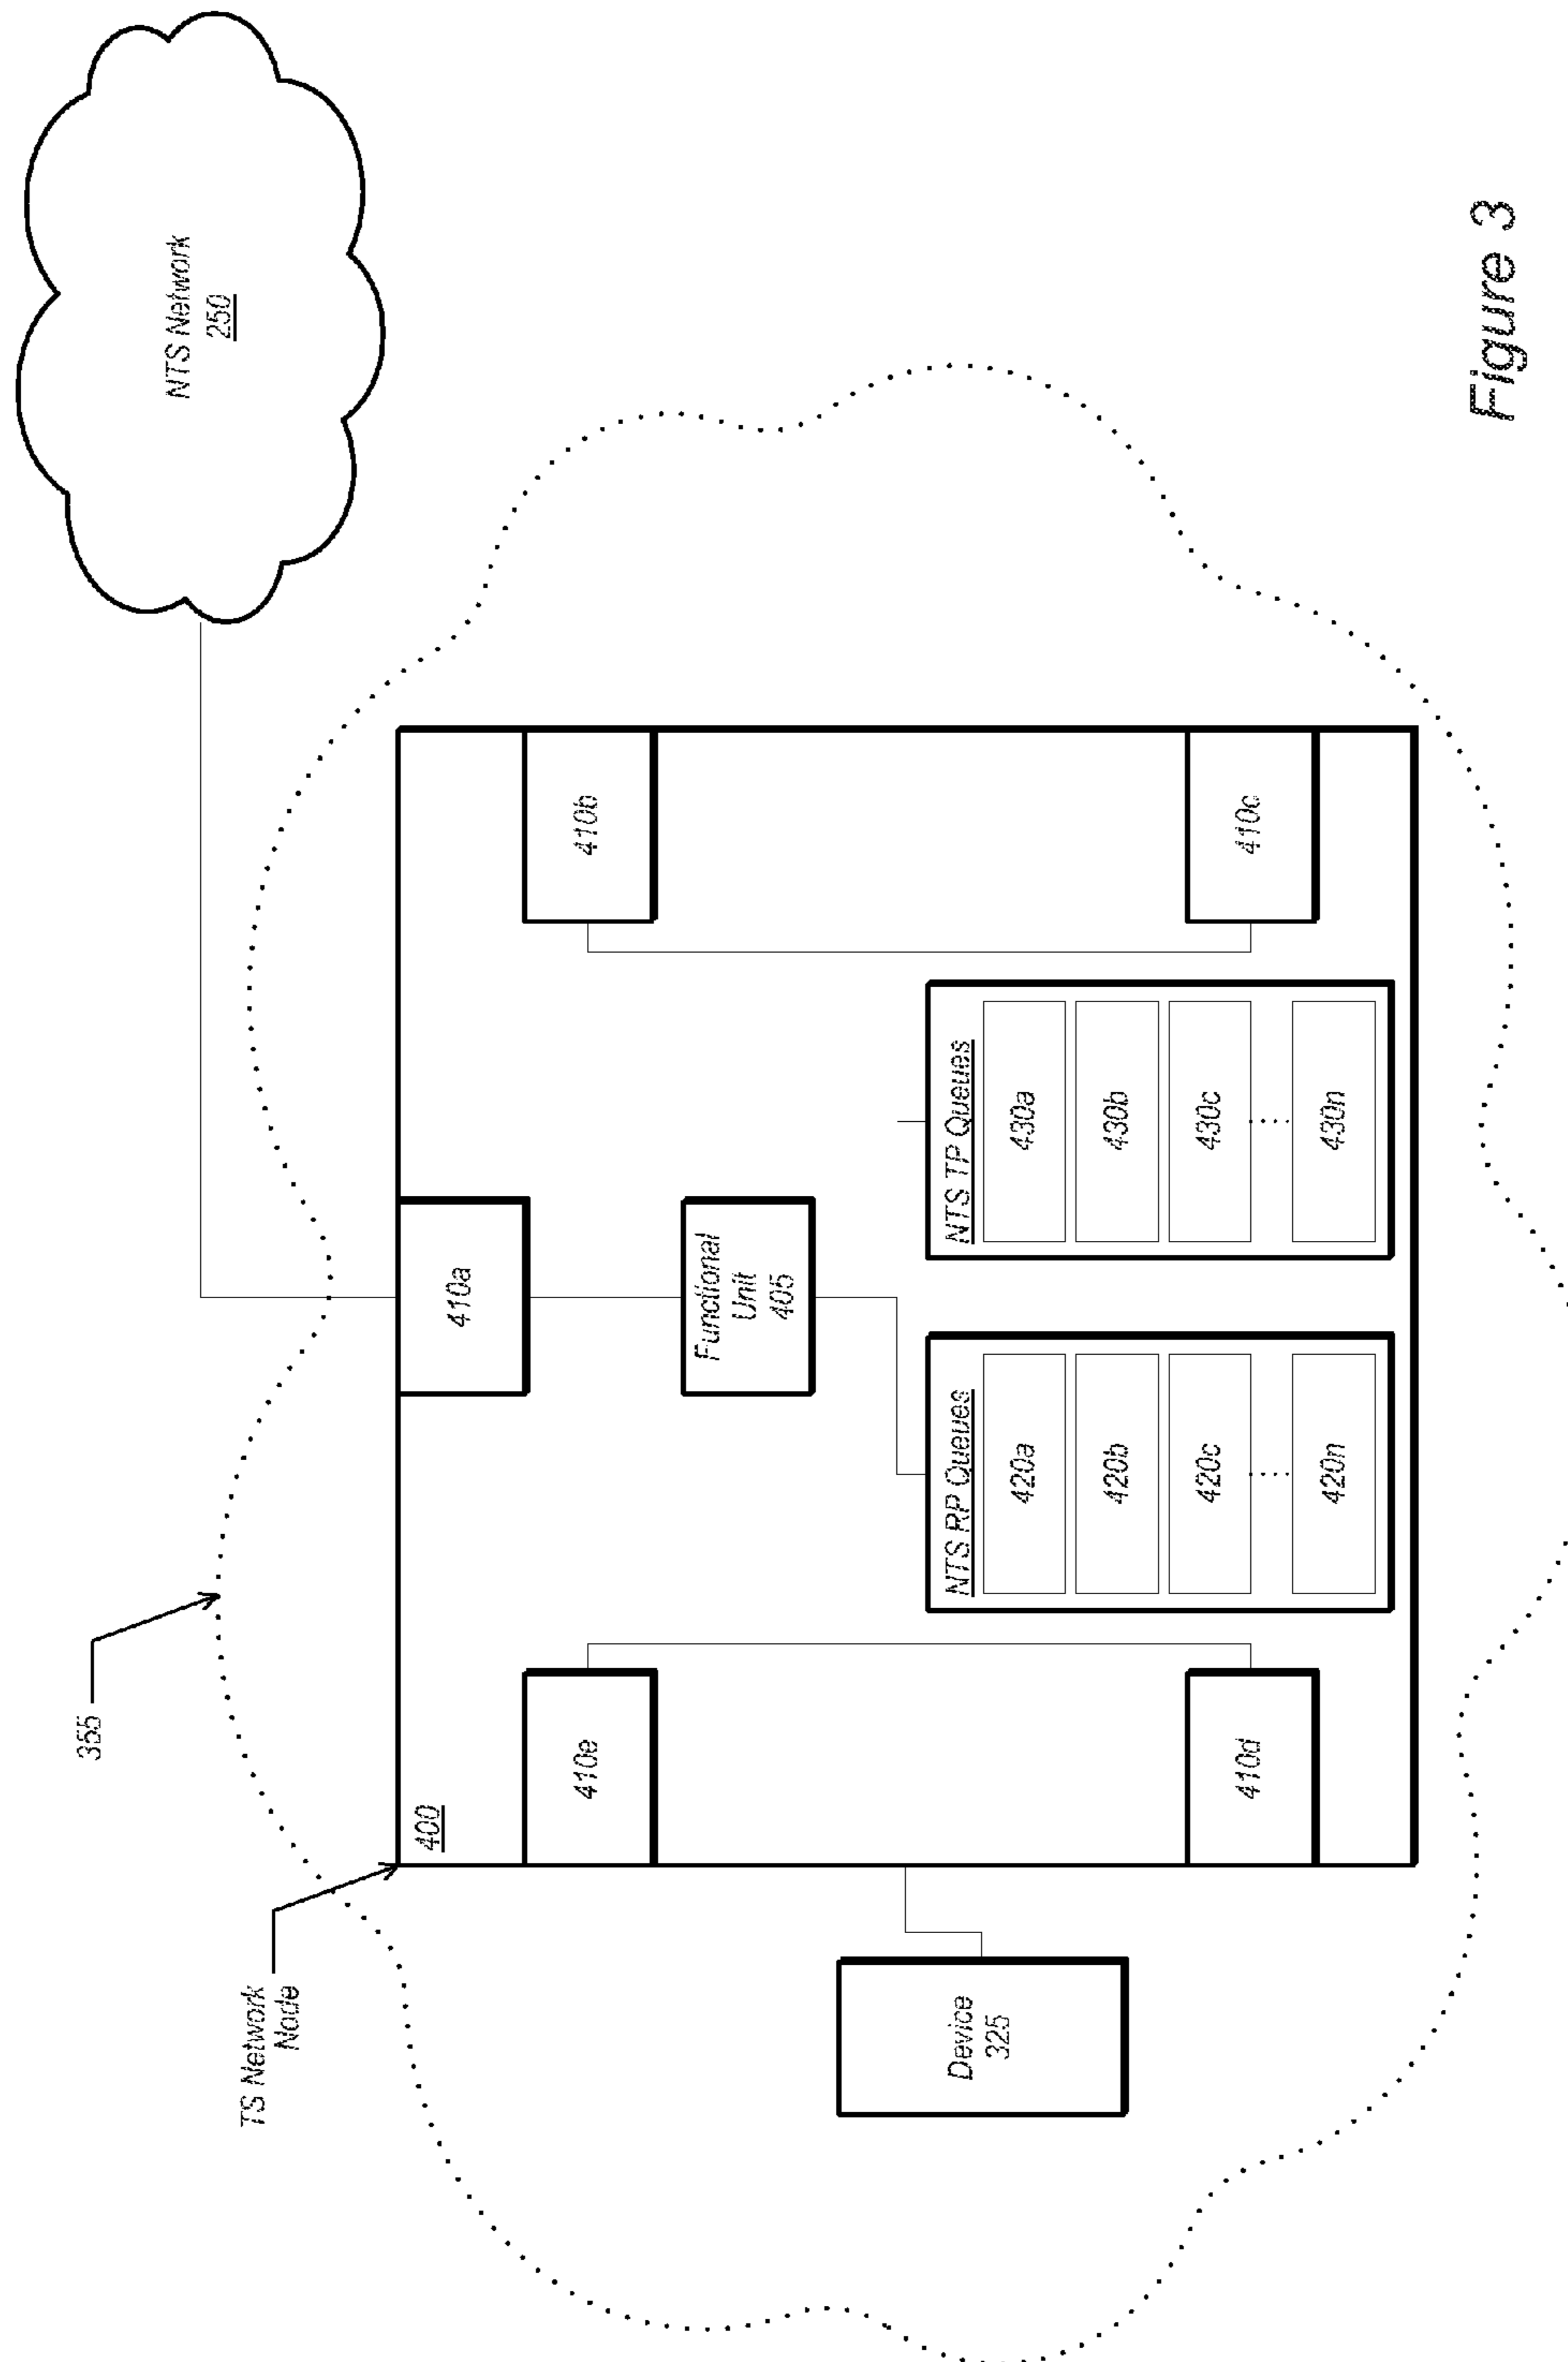 355
NTS Network
250
TS Network
Node
400
410a
410e
410b
Functional
Unit
405
Device
325
NTS RP Queues
420a
420b
420c
420n
NTS TP Queues
430a
430b
430c
430n
410d
410c
Figure 3